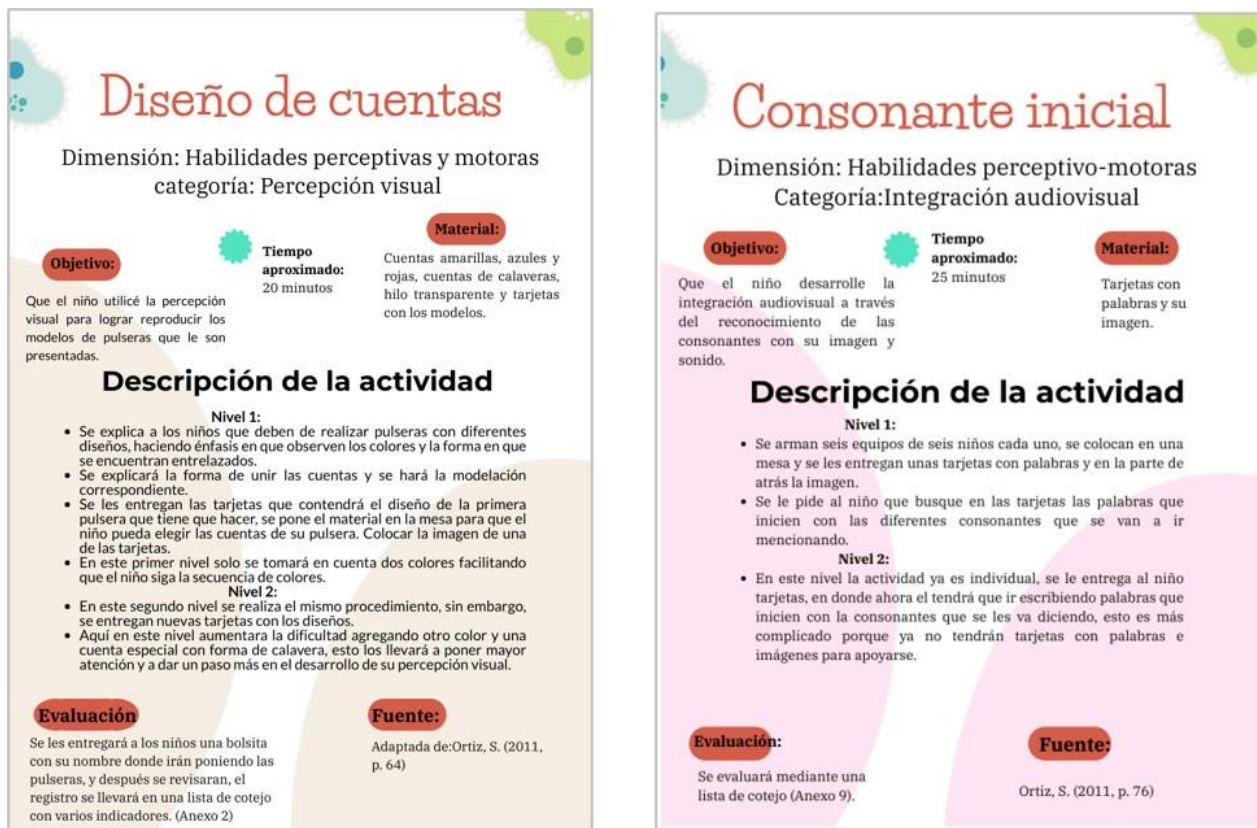 Diseño de cuentas
Dimensión: Habilidades perceptivas y motoras
categoría: Percepción visual
Objetivo:
Que el niño utilicé la percepción
visual para lograr reproducir los
modelos de pulseras que le son
presentadas.
Tiempo
aproximado:
20 minutos
Material:
Cuentas amarillas, azules y
rojas, cuentas de calaveras,
hilo transparente y tarjetas
con los modelos.
Descripción de la actividad
Nivel 1:
• Se explica a los niños que deben de realizar pulseras con diferentes
diseños, haciendo énfasis en que observen los colores y la forma en que
se encuentran entrelazados.
• Se explicará la forma de unir las cuentas y se hará la modelación
correspondiente.
• Se les entregan las tarjetas que contendrá el diseño de la primera
pulsera que tiene que hacer, se pone el material en la mesa para que el
niño pueda elegir las cuentas de su pulsera. Colocar la imagen de una
de las tarjetas.
• En este primer nivel solo se tomará en cuenta dos colores facilitando
que el niño siga la secuencia de colores.
Nivel 2:
• En este segundo nivel se realiza el mismo procedimiento, sin embargo,
se entregan nuevas tarjetas con los diseños.
• Aquí en este nivel aumentara la dificultad agregando otro color y una
cuenta especial con forma de calavera, esto los llevará a poner mayor
atención y a dar un paso más en el desarrollo de su percepción visual.
Evaluación
Se les entregará a los niños una bolsita
con su nombre donde irán poniendo las
pulseras, y después se revisaran, el
registro se llevará en una lista de cotejo
con varios indicadores. (Anexo 2)
Fuente:
Adaptada de:Ortiz, S. (2011,
p. 64)
Consonante inicial
Dimensión: Habilidades perceptivo-motoras
Categoría:Integración audiovisual
Objetivo:
Que el niño desarrolle la
integración audiovisual a través
del reconocimiento de las
consonantes con su imagen y
sonido.
Tiempo
aproximado:
25 minutos
Material:
Tarjetas con
palabras y su
imagen.
Descripción de la actividad
Nivel 1:
• Se arman seis equipos de seis niños cada uno, se colocan en una
mesa y se les entregan unas tarjetas con palabras y en la parte de
atrás la imagen.
• Se le pide al niño que busque en las tarjetas las palabras que
inicien con las diferentes consonantes que se van a ir
mencionando.
Nivel 2:
• En este nivel la actividad ya es individual, se le entrega al niño
tarjetas, en donde ahora el tendrá que ir escribiendo palabras que
inicien con la consonantes que se les va diciendo, esto es más
complicado porque ya no tendrán tarjetas con palabras e
imágenes para apoyarse.
Evaluación:
Se evaluará mediante una
lista de cotejo (Anexo 9).
Fuente:
Ortiz, S. (2011, p. 76)